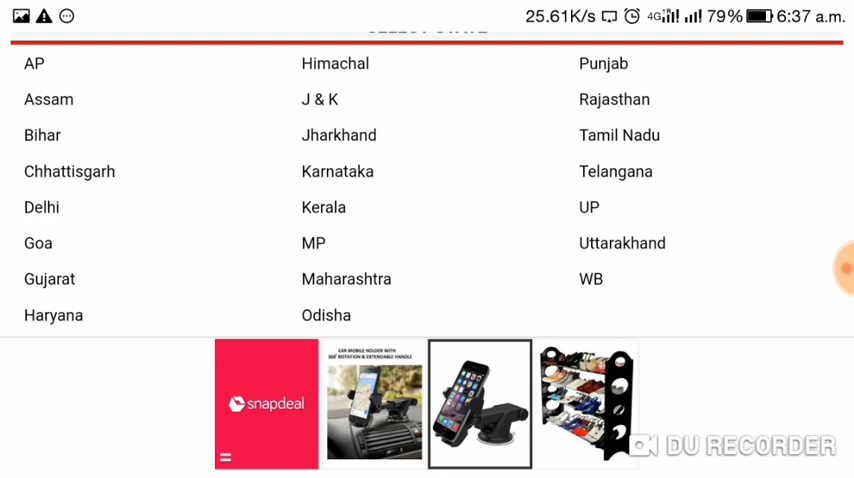 25.61K/s 4G 79% 6:37 a.m.
SELECT STATE
AP
Assam
Bihar
Chhattisgarh
Delhi
Goa
Gujarat
Haryana
Himachal
J & K
Jharkhand
Karnataka
Kerala
MP
Maharashtra
Odisha
Punjab
Rajasthan
Tamil Nadu
Telangana
UP
Uttarakhand
WB
snapdeal
CAR MOBILE HOLDER WITH
360° ROTATION & EXTENDABLE HANDLE
DU RECORDER